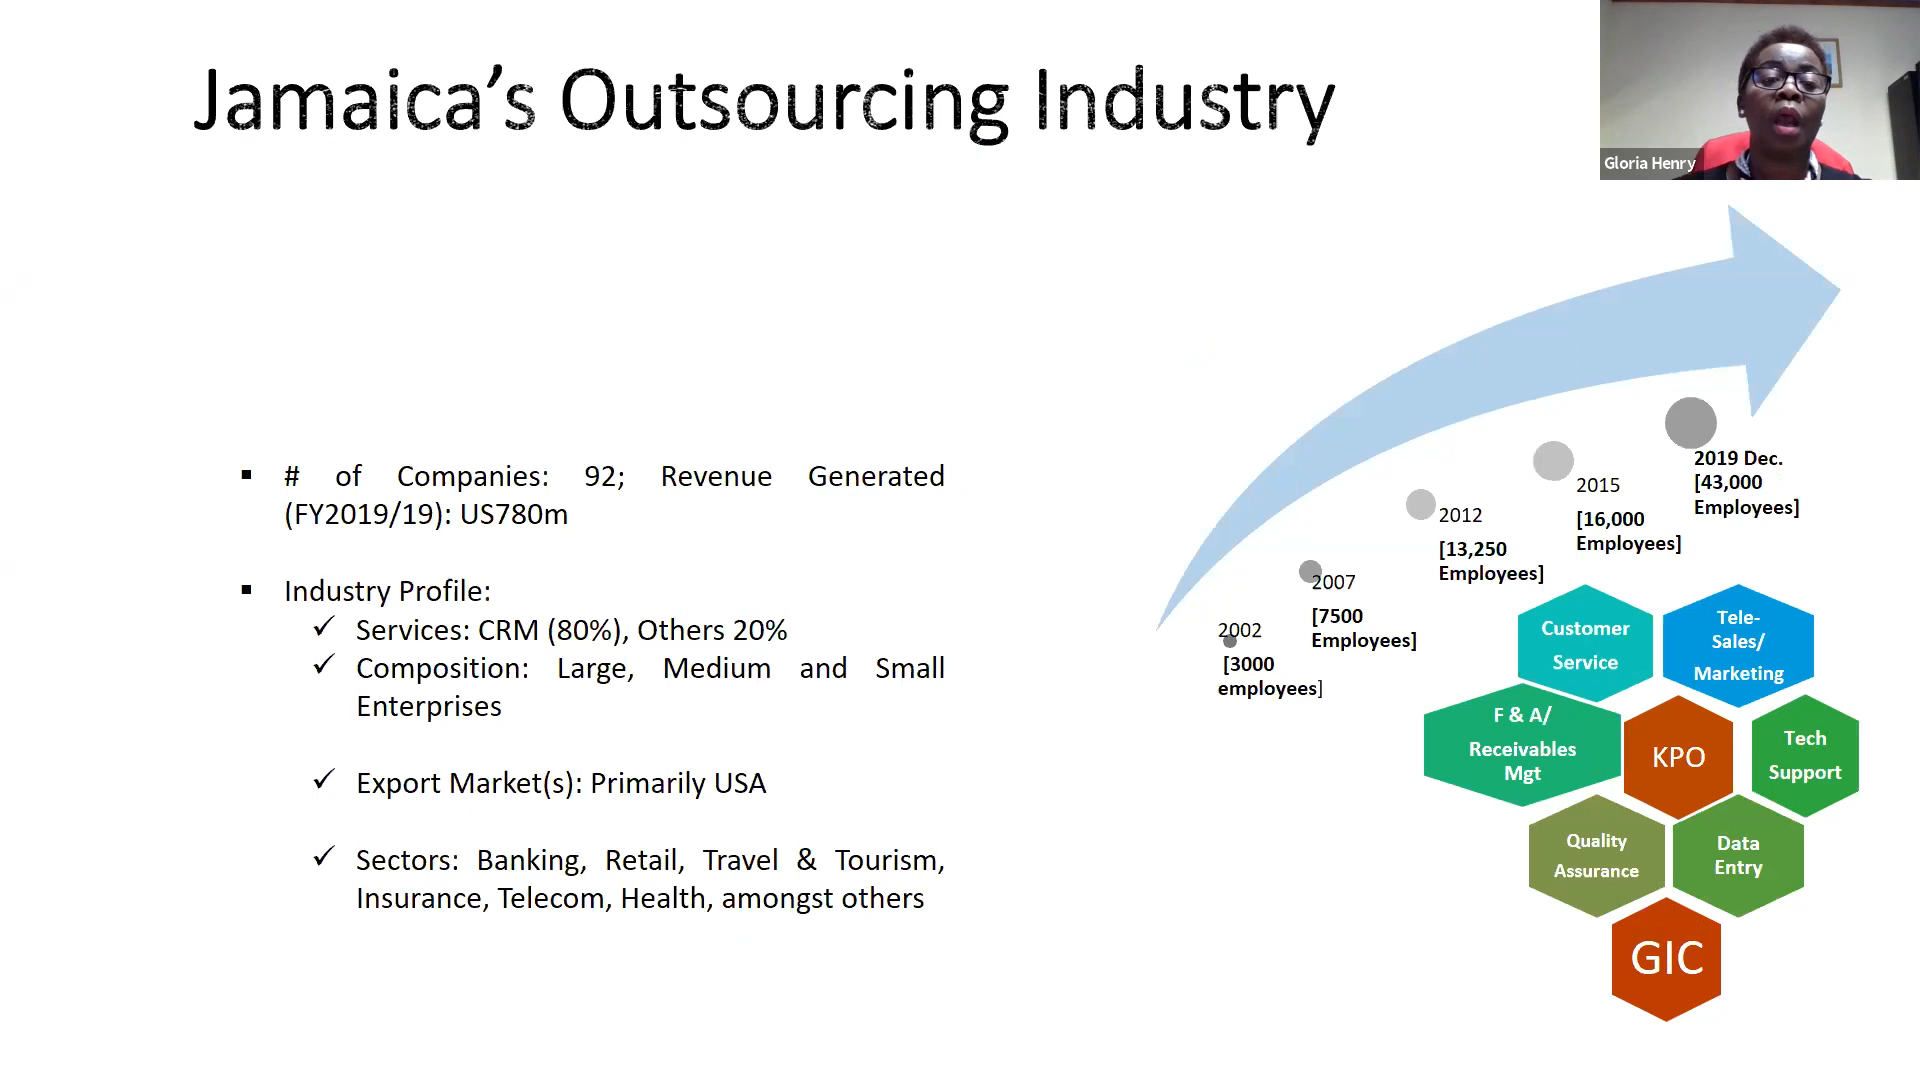 Jamaica’s Outsourcing Industry
Gloria Henry
# of Companies: 92; Revenue Generated
(FY2019/19): US780m
Industry Profile:
Services: CRM (80%), Others 20%
Composition: Large, Medium and Small
Enterprises
Export Market(s): Primarily USA
Sectors: Banking, Retail, Travel & Tourism,
Insurance, Telecom, Health, amongst others
2002
[3000
employees]
2007
[7500
Employees]
2012
[13,250
Employees]
2015
[16,000
Employees]
2019 Dec.
[43,000
Employees]
Customer
Service
Tele-
Sales/
Marketing
F & A/
Receivables
Mgt
KPO
Tech
Support
Quality
Assurance
Data
Entry
GIC